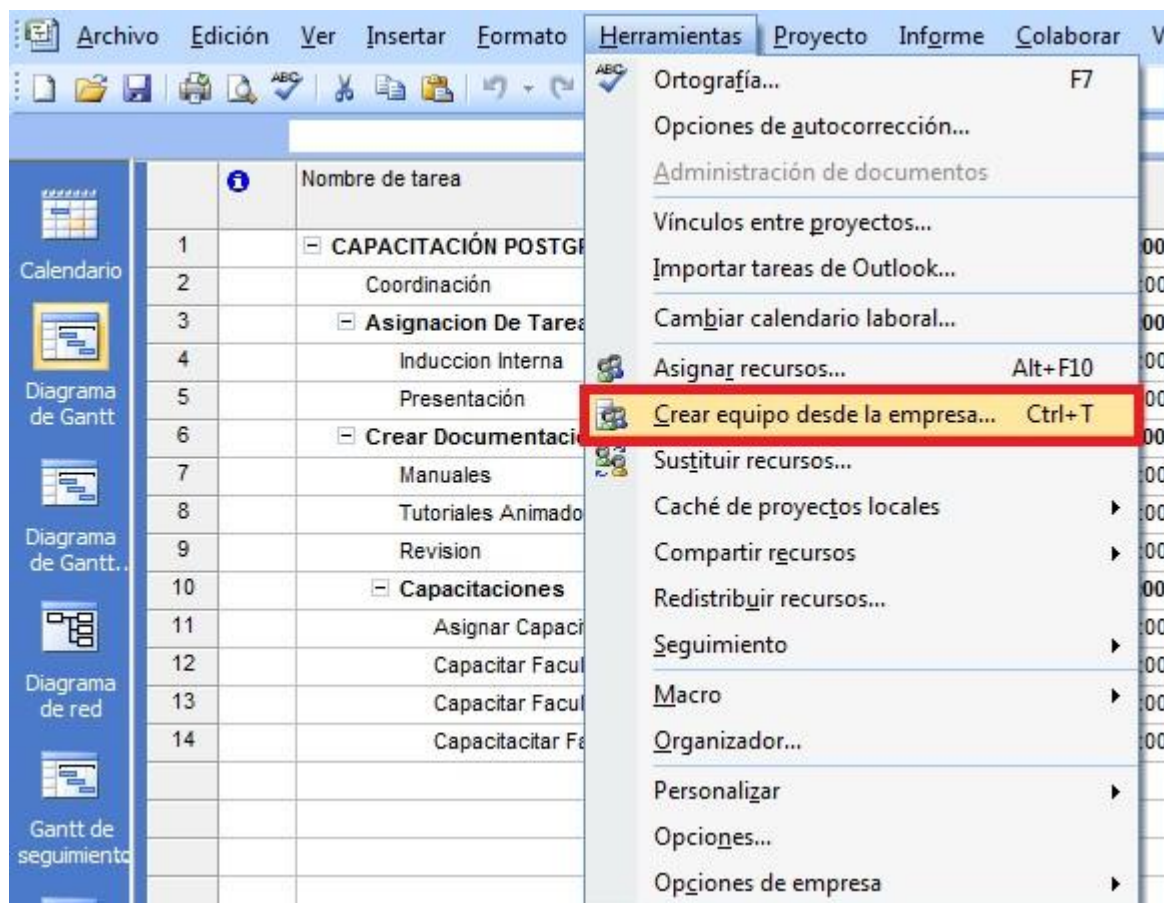 Archivo Edición Ver Insertar Formato Herramientas Proyecto Informe Colaborar V
Nombre de tarea
1 CAPACITACIÓN POSTGR
2 Coordinación
3 Asignacion De Tarea
4 Induccion Interna
5 Presentación
6 Crear Documentació
7 Manuales
8 Tutoriales Animado
9 Revision
10 Capacitaciones
11 Asignar Capaci
12 Capacitar Facul
13 Capacitar Facul
14 Capacitacitar Fa
Calendario
Diagrama
de Gantt
Diagrama
de Gantt..
Diagrama
de red
Gantt de
seguimiento
ABC Ortografía... F7
Opciones de autocorrección...
Administración de documentos
Vínculos entre proyectos...
Importar tareas de Outlook...
Cambiar calendario laboral...
Asignar recursos... Alt+F10
Crear equipo desde la empresa... Ctrl+T
Sustituir recursos...
Caché de proyectos locales
Compartir recursos
Redistribuir recursos...
Seguimiento
Macro
Organizador...
Personalizar
Opciones...
Opciones de empresa